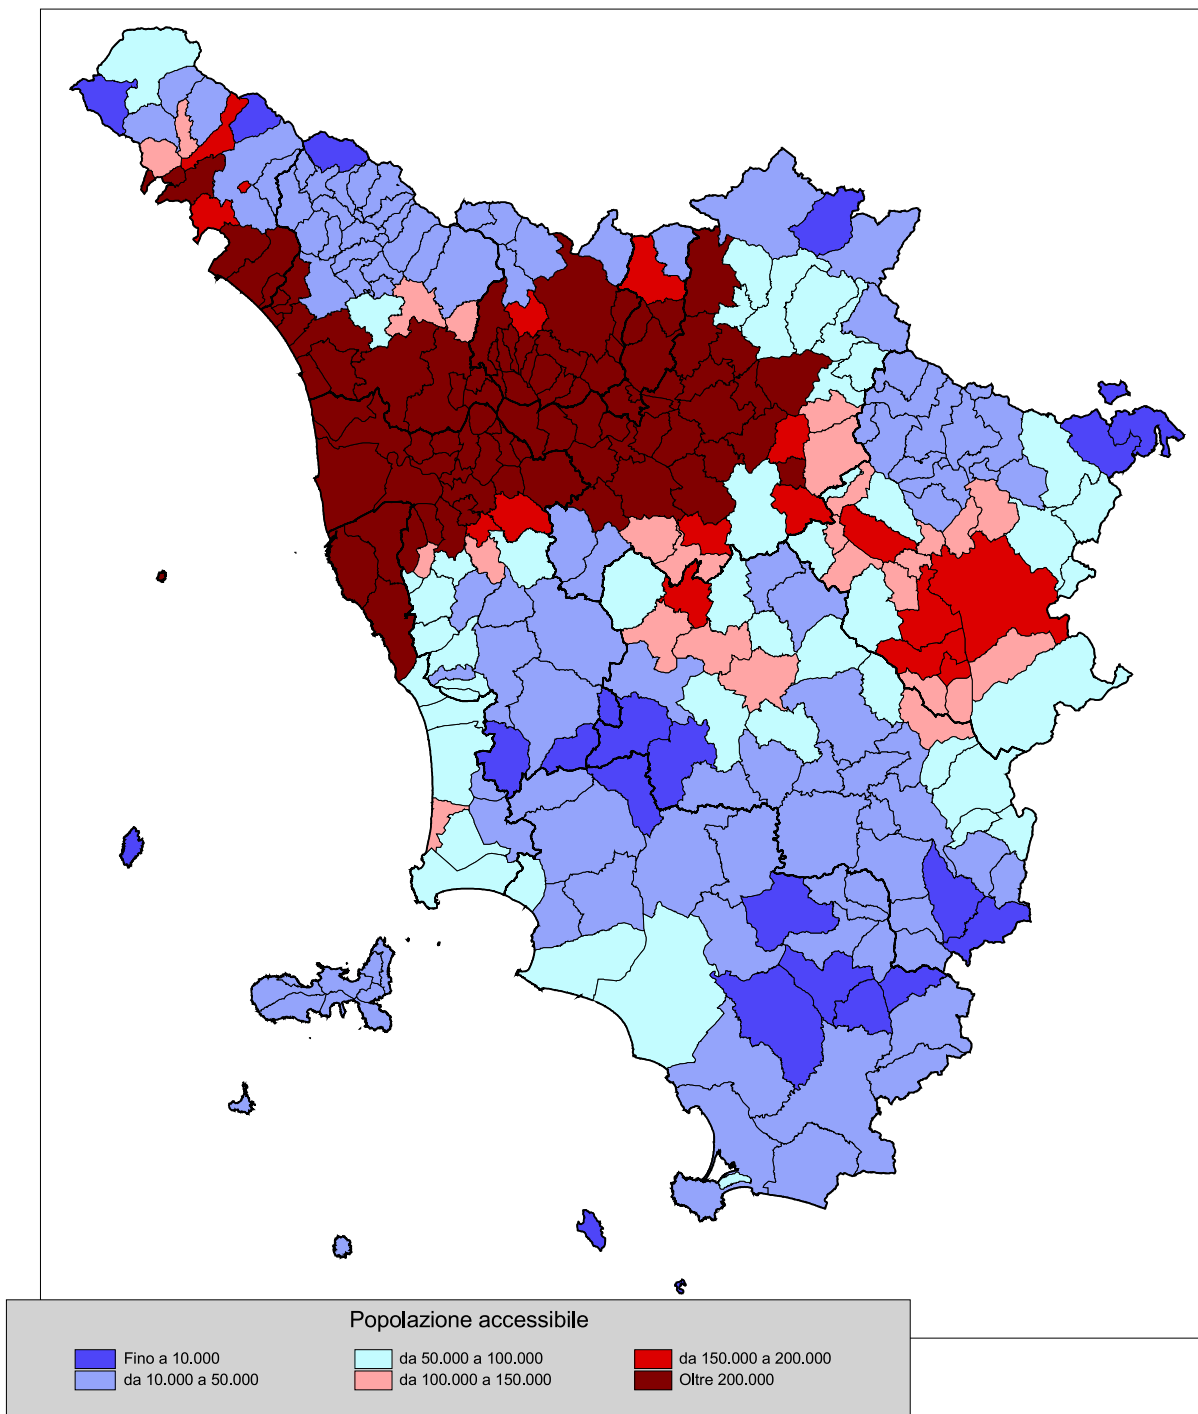 Popolazione accessibile
Fino a 10.000
da 50.000 a 100.000
da 150.000 a 200.000
da 10.000 a 50.000
da 100.000 a 150.000
Oltre 200.000